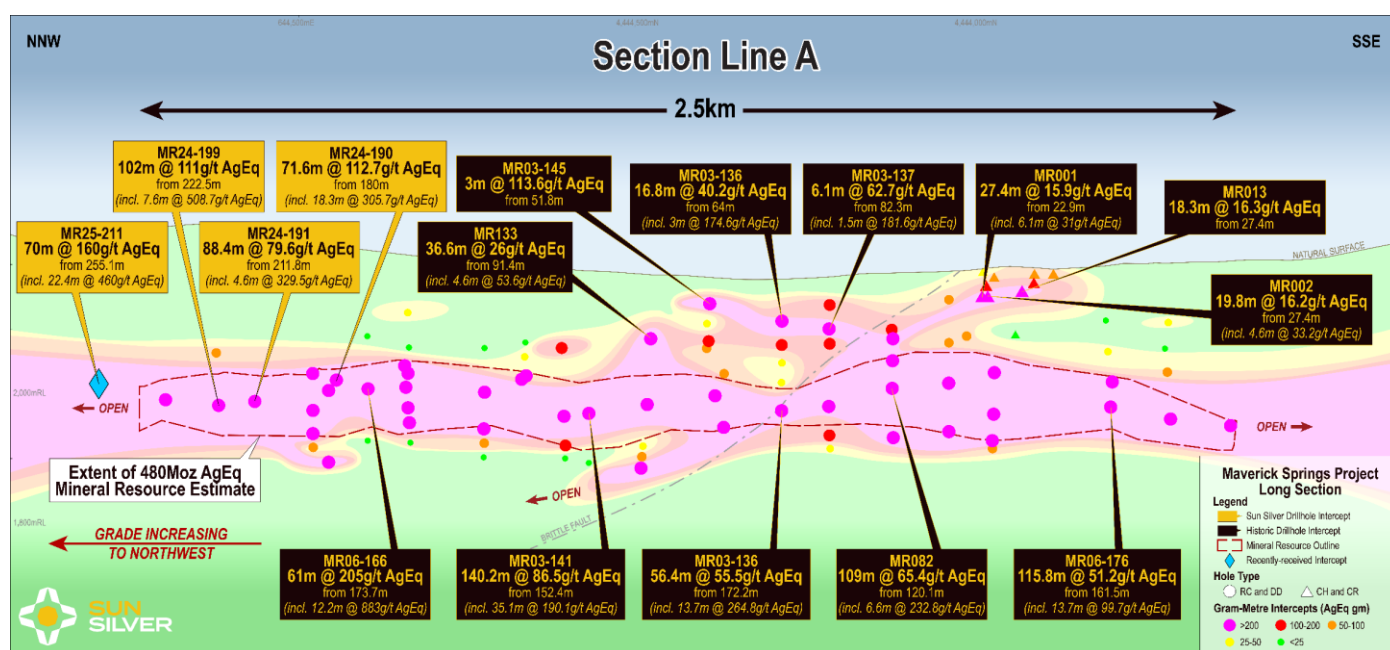 644,500mE
4,444,500mN
4,444,000mN
NNW
Section Line A
SSE
2.5km
MR24-199
102m @ 111g/t AgEq
from 222.5m
(incl. 7.6m @ 508.7g/t AgEq)
MR24-190
71.6m @ 112.7g/t AgEq
from 180m
(incl. 18.3m @ 305.7g/t AgEq)
MR03-145
3m @ 113.6g/t AgEq
from 51.8m
MR03-136
16.8m @ 40.2g/t AgEq
from 64m
(incl. 3m @ 174.6g/t AgEq)
MR03-137
6.1m @ 62.7g/t AgEq
from 82.3m
(incl. 1.5m @ 181.6g/t AgEq)
MR001
27.4m @ 15.9g/t AgEq
from 22.9m
(incl. 6.1m @ 31g/t AgEq)
MR013
18.3m @ 16.3g/t AgEq
from 27.4m
MR25-211
70m @ 160g/t AgEq
from 255.1m
(incl. 22.4m @ 460g/t AgEq)
MR24-191
88.4m @ 79.6g/t AgEq
from 211.8m
(incl. 4.6m @ 329.5g/t AgEq)
MR133
36.6m @ 26g/t AgEq
from 91.4m
(incl. 4.6m @ 53.6g/t AgEq)
NATURAL SURFACE
MR002
19.8m @ 16.2g/t AgEq
from 27.4m
(incl. 4.6m @ 33.2g/t AgEq)
2,000mRL
OPEN
OPEN
Extent of 480Moz AgEq
Mineral Resource Estimate
OPEN
1,800mRL
BRITTLE FAULT
GRADE INCREASING
TO NORTHWEST
MR06-166
61m @ 205g/t AgEq
from 173.7m
(incl. 12.2m @ 883g/t AgEq)
MR03-141
140.2m @ 86.5g/t AgEq
from 152.4m
(incl. 35.1m @ 190.1g/t AgEq)
MR03-136
56.4m @ 55.5g/t AgEq
from 172.2m
(incl. 13.7m @ 264.8g/t AgEq)
MR082
109m @ 65.4g/t AgEq
from 120.1m
(incl. 6.6m @ 232.8g/t AgEq)
MR06-176
115.8m @ 51.2g/t AgEq
from 161.5m
(incl. 13.7m @ 99.7g/t AgEq)
SUN
SILVER
Maverick Springs Project
Long Section
Legend
Sun Silver Drillhole Intercept
Historic Drillhole Intercept
Mineral Resource Outline
Recently-received Intercept
Hole Type
RC and DD CH and CR
Gram-Metre Intercepts (AgEq gm)
>200 100-200 50-100
25-50 <25